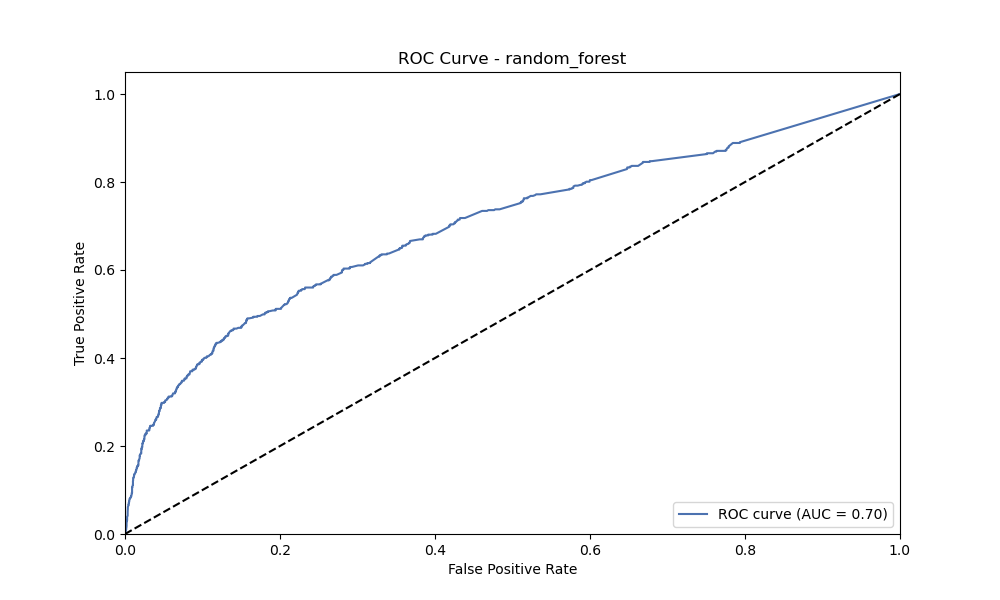 ROC Curve - random_forest
True Positive Rate
1.0
0.8
0.6
0.4
0.2
0.0
0.0 0.2 0.4 0.6 0.8 1.0
False Positive Rate
ROC curve (AUC = 0.70)